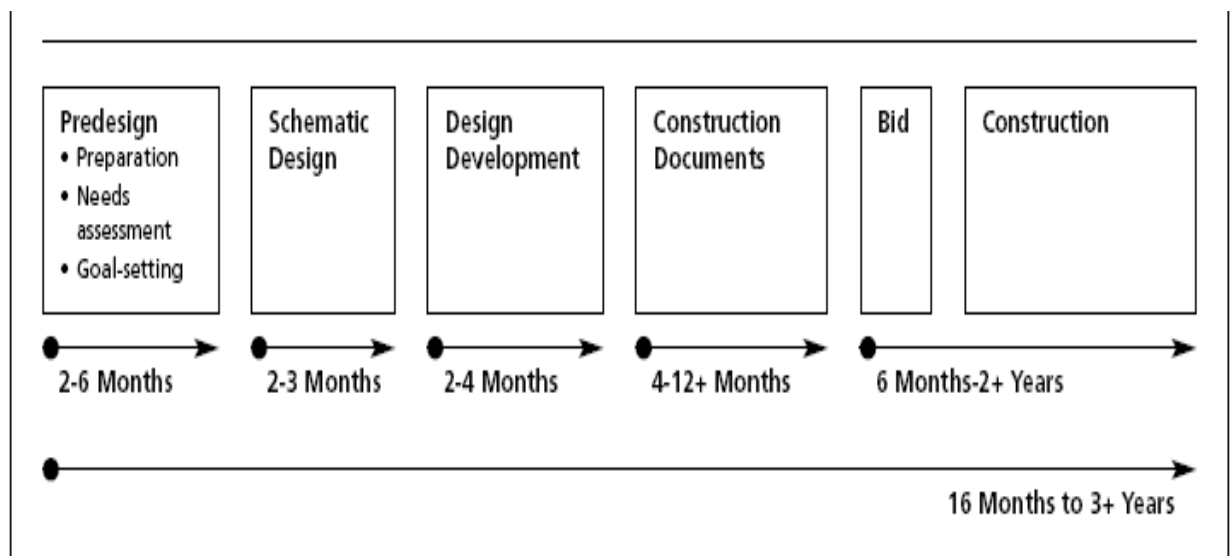 Predesign
• Preparation
• Needs
assessment
• Goal-setting
Schematic
Design
Design
Development
Construction
Documents
Bid
Construction
2-6 Months
2-3 Months
2-4 Months
4-12+ Months
6 Months-2+ Years
16 Months to 3+ Years